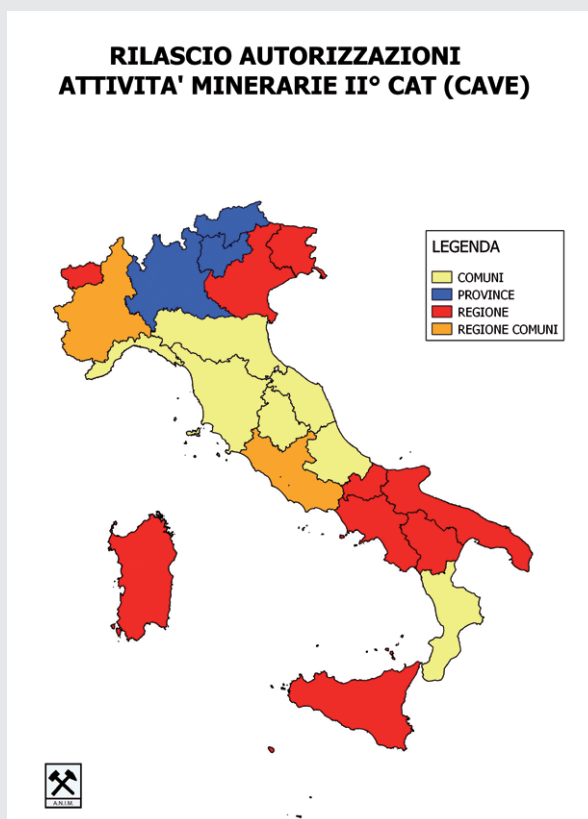 RILASCIO AUTORIZZAZIONI
ATTIVITA' MINERARIE II° CAT (CAVE)
LEGENDA
COMUNI
PROVINCE
REGIONE
REGIONE COMUNI
A.N.I.M.